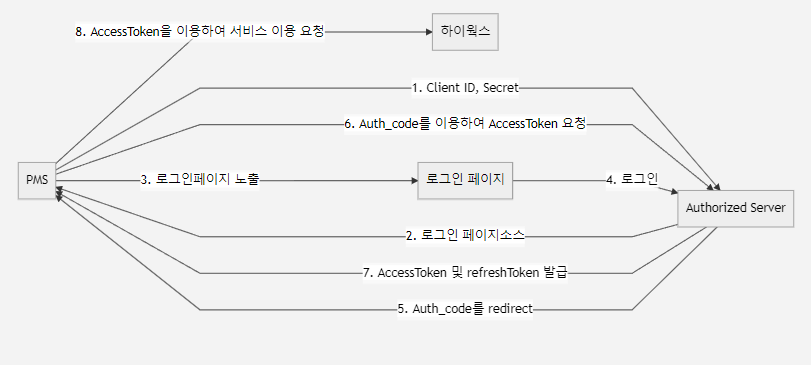 8. AccessToken을 이용하여 서비스 이용 요청
하이웍스
1. Client ID, Secret
6. Auth_code를 이용하여 AccessToken 요청
PMS
3. 로그인페이지 노출
로그인 페이지
4. 로그인
Authorized Server
2. 로그인 페이지소스
7. AccessToken 및 refreshToken 발급
5. Auth_code를 redirect